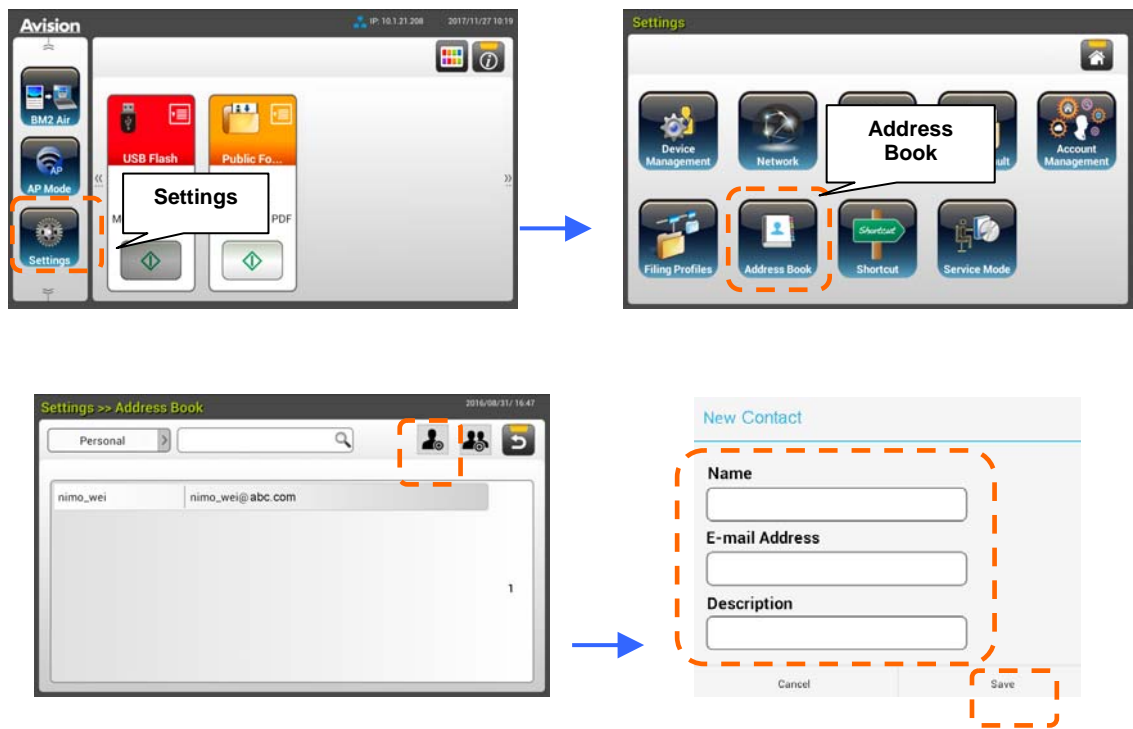 Avision
IP: 10.1.21.208 2017/11/27 10:19
BM2 Air
AP
AP Mode
Settings
USB Flash
Public Fo...
M
PDF
Settings
Settings
Device
Management
Network
Address
Book
ult
Account
Management
Filing Profiles
Address Book
Shortcut
Shortcut
Service Mode
Settings >> Address Book
2016/08/31/ 16:47
Personal
nimo_wei
nimo_wei@abc.com
1
New Contact
Name
E-mail Address
Description
Cancel
Save